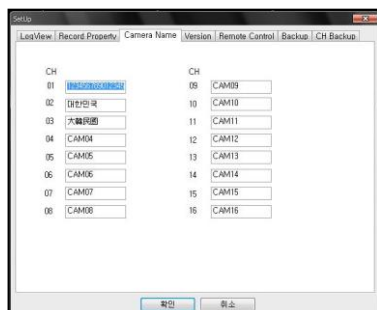 SetUp
LogView Record Property Camera Name Version Remote Control Backup CH Backup
CH CH
01 09 CAM09
02 대한민국 10 CAM10
03 大韓民國 11 CAM11
04 CAM04 12 CAM12
05 CAM05 13 CAM13
06 CAM06 14 CAM14
07 CAM07 15 CAM15
08 CAM08 16 CAM16
확인 취소